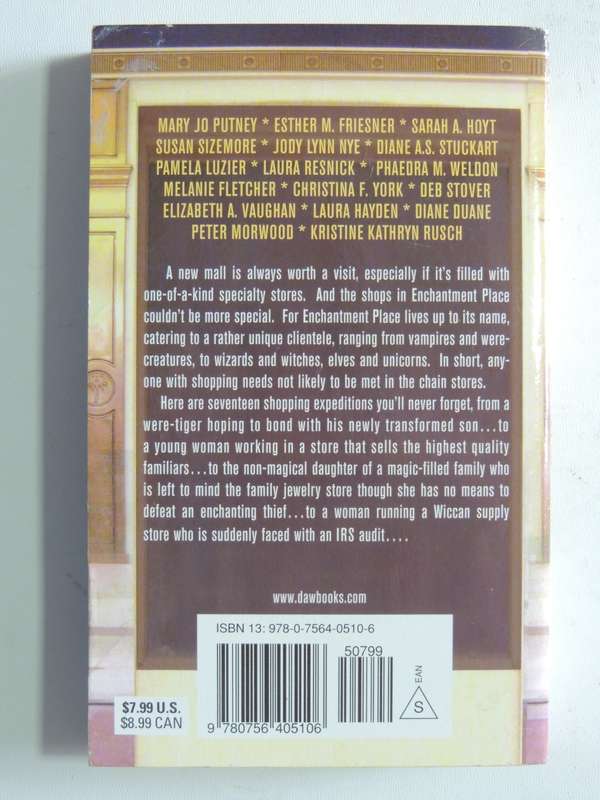 MARY JO PUTNEY * ESTHER M. FRIESNER * SARAH A. HOYT
SUSAN SIZEMORE * JODY LYNN NYE * DIANE A.S. STUCKART
PAMELA LUZIER * LAURA RESNICK * PHAEDRA M. WELDON
MELANIE FLETCHER * CHRISTINA F. YORK * DEB STOVER
ELIZABETH A. VAUGHAN * LAURA HAYDEN * DIANE DUANE
PETER MORWOOD * KRISTINE KATHRYN RUSCH
A new mall is always worth a visit, especially if it's filled with
one-of-a-kind specialty stores. And the shops in Enchantment Place
couldn't be more special. For Enchantment Place lives up to its name,
catering to a rather unique clientele, ranging from vampires and were-
creatures, to wizards and witches, elves and unicorns. In short, any-
one with shopping needs not likely to be met in the chain stores.
Here are seventeen shopping expeditions you'll never forget, from a
were-tiger hoping to bond with his newly transformed son...to
a young woman working in a store that sells the highest quality
familiars...to the non-magical daughter of a magic-filled family who
is left to mind the family jewelry store though she has no means to
defeat an enchanting thief...to a woman running a Wiccan supply
store who is suddenly faced with an IRS audit....
www.dawbooks.com
ISBN 13: 978-0-7564-0510-6
50799
EAN
S
$7.99 U.S.
$8.99 CAN
9 780756 405106